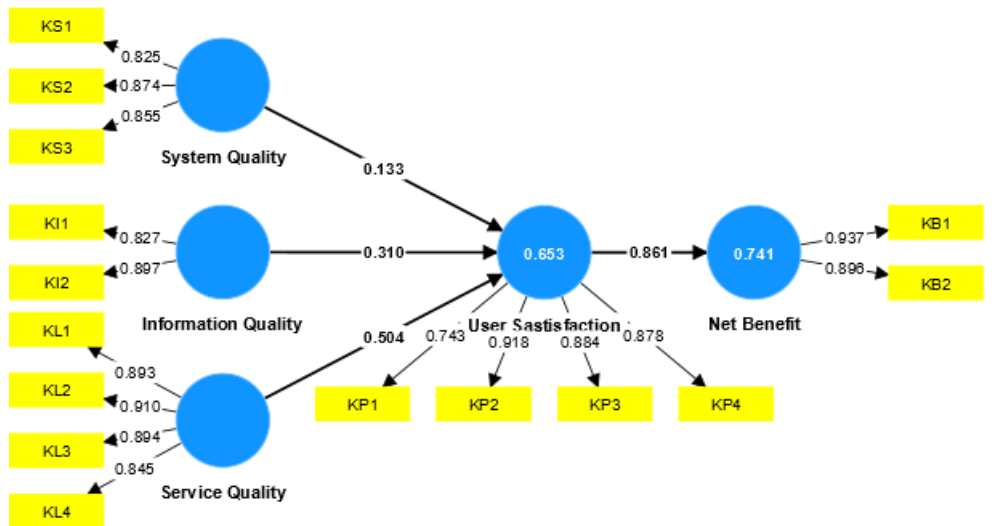 KS1
0.825
KS2
0.874
0.855
KS3
System Quality
0.133
KI1
0.827
KI2
0.897
Information Quality
0.310
0.653
User Sastisfaction
0.861
0.741
Net Benefit
0.937
KB1
0.896
KB2
KL1
0.893
KL2
0.910
KL3
0.894
0.845
KL4
Service Quality
0.504
0.743
0.918
0.884
0.878
KP1
KP2
KP3
KP4